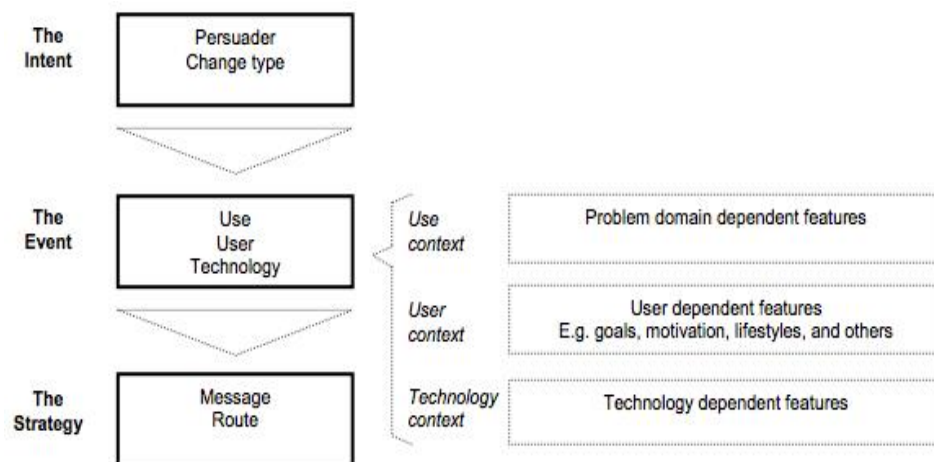 The
Intent
Persuader
Change type
The
Event
Use
User
Technology
Use
context
Problem domain dependent features
User
context
User dependent features
E.g. goals, motivation, lifestyles, and others
The
Strategy
Message
Route
Technology
context
Technology dependent features